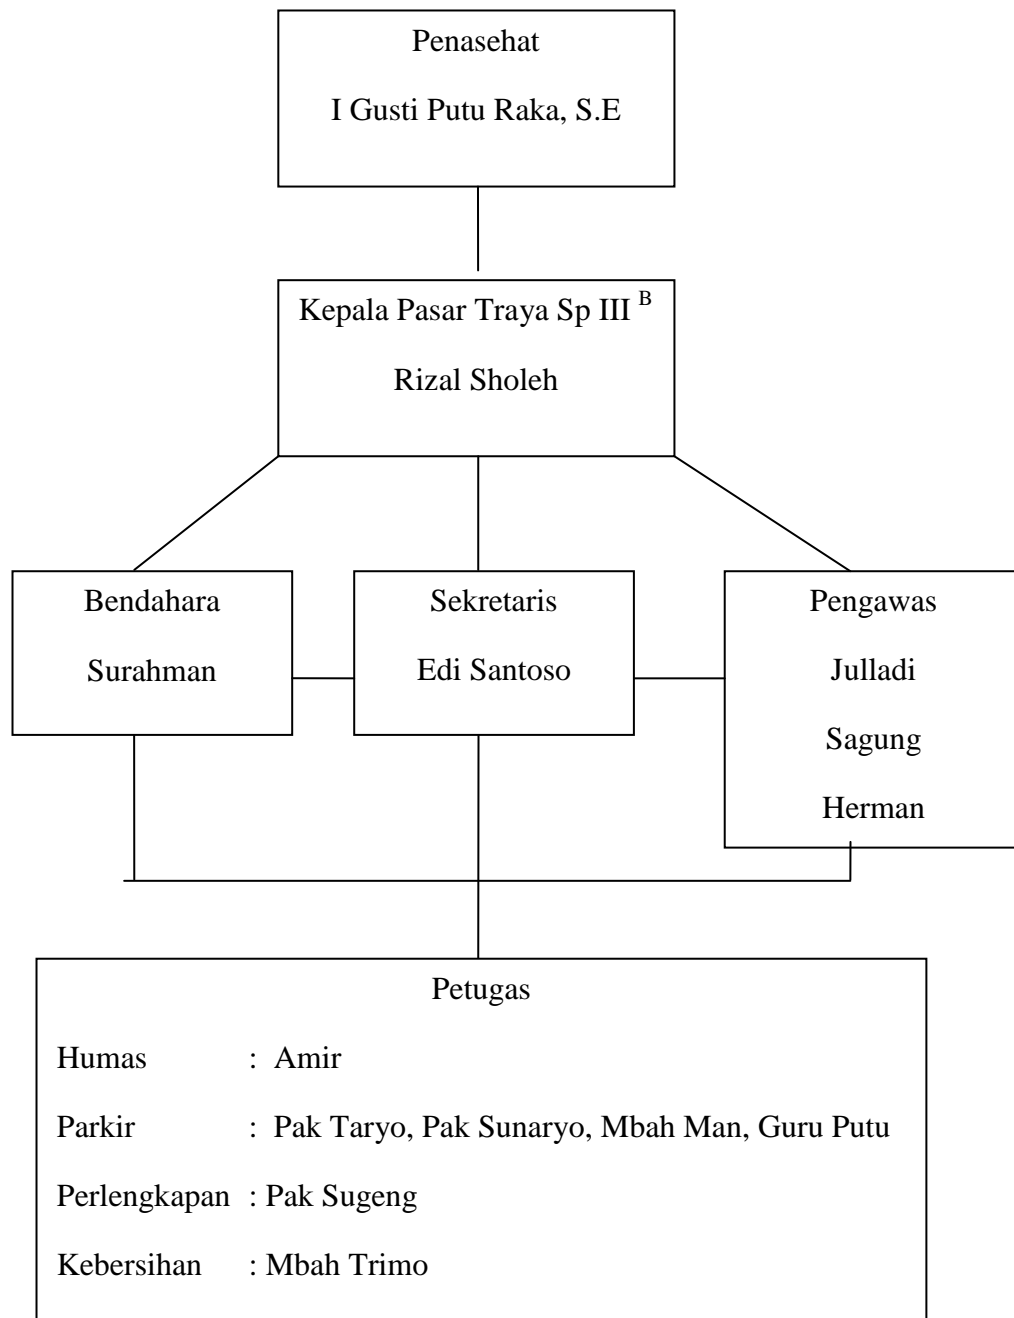 Penasehat
I Gusti Putu Raka, S.E
Kepala Pasar Traya Sp III B
Rizal Sholeh
Bendahara
Surahman
Sekretaris
Edi Santoso
Pengawas
Julladi
Sagung
Herman
Petugas
Humas : Amir
Parkir : Pak Taryo, Pak Sunaryo, Mbah Man, Guru Putu
Perlengkapan : Pak Sugeng
Kebersihan : Mbah Trimo